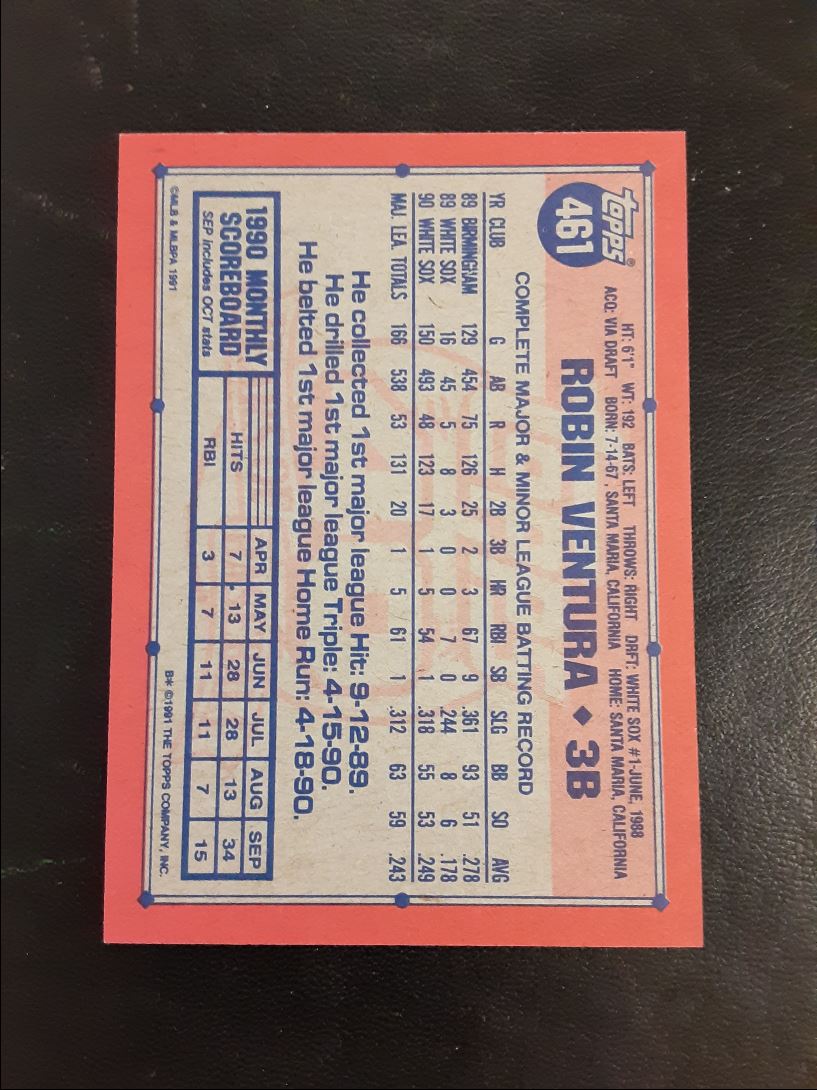 topps®
461
HT: 6'1" WT: 192 BATS: LEFT THROWS: RIGHT DRFT: WHITE SOX #1-JUNE, 1988
ACQ: VIA DRAFT BORN: 7-14-67, SANTA MARIA, CALIFORNIA HOME: SANTA MARIA, CALIFORNIA
ROBIN VENTURA ◆ 3B
COMPLETE MAJOR & MINOR LEAGUE BATTING RECORD
YR CLUB G AB R H 2B 3B HR RBI SB SLG BB SO AVG
89 BIRMINGHAM 129 454 75 126 25 2 3 67 9 .361 93 51 .278
89 WHITE SOX 16 45 5 8 3 0 0 7 0 .244 8 6 .178
90 WHITE SOX 150 493 48 123 17 1 5 54 1 .318 55 53 .249
MAJ. LEA. TOTALS 166 538 53 131 20 1 5 61 1 .312 63 59 .243
He collected 1st major league Hit: 9-12-89.
He drilled 1st major league Triple: 4-15-90.
He belted 1st major league Home Run: 4-18-90.
1990 MONTHLY
SCOREBOARD
SEP includes OCT stats
APR MAY JUN JUL AUG SEP
HITS 7 13 28 28 13 34
RBI 3 7 11 11 7 15
©MLB & MLBPA 1991
B* ©1991 THE TOPPS COMPANY, INC.